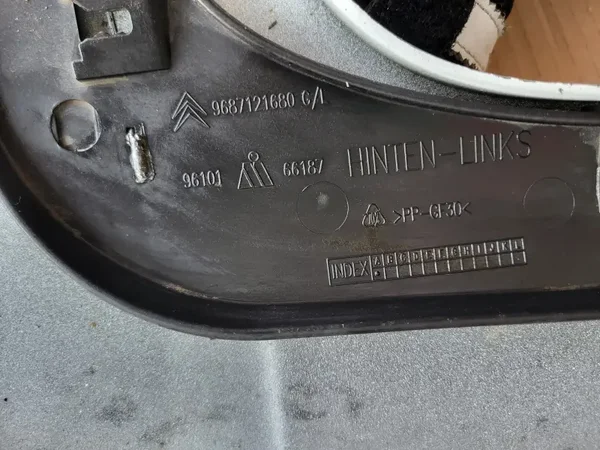 9687121680 G/I
96101 66187 HINTEN-LINKS
>PP-GF30<
INDEX